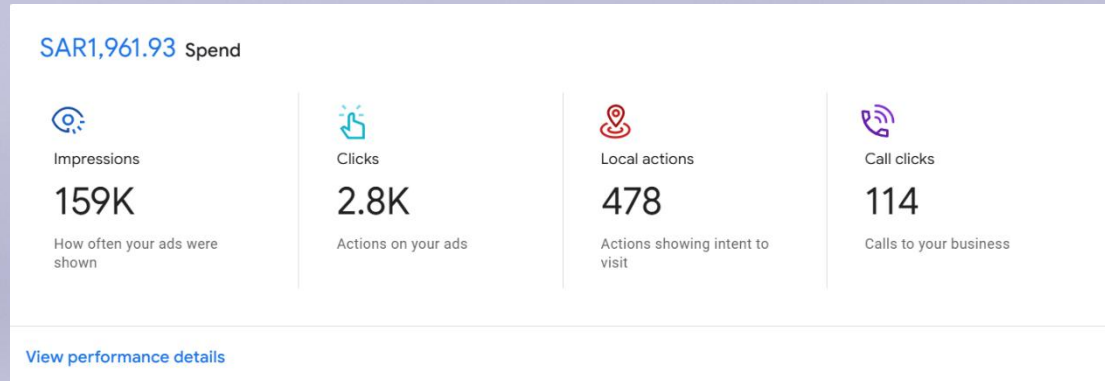 SAR1,961.93 Spend
Impressions
159K
How often your ads were
shown
Clicks
2.8K
Actions on your ads
Local actions
478
Actions showing intent to
visit
Call clicks
114
Calls to your business
View performance details